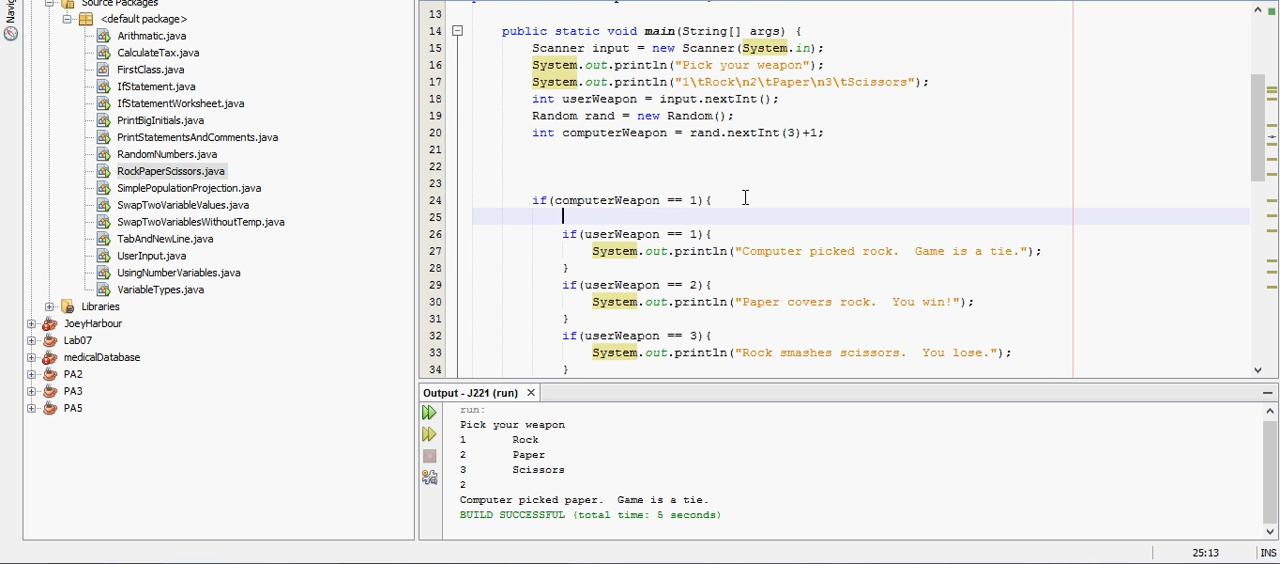 Navig
Source Packages
<default package>
Arithmatic.java
CalculateTax.java
FirstClass.java
IfStatement.java
IfStatementWorksheet.java
PrintBigInitials.java
PrintStatementsAndComments.java
RandomNumbers.java
RockPaperScissors.java
SimplePopulationProjection.java
SwapTwoVariableValues.java
SwapTwoVariablesWithoutTemp.java
TabAndNewLine.java
UserInput.java
UsingNumberVariables.java
VariableTypes.java
Libraries
JoeyHarbour
Lab07
medicalDatabase
PA2
PA3
PA5
13
14 public static void main(String[] args) {
15 Scanner input = new Scanner(System.in);
16 System.out.println("Pick your weapon");
17 System.out.println("1\tRock\n2\tPaper\n3\tScissors");
18 int userWeapon = input.nextInt();
19 Random rand = new Random();
20 int computerWeapon = rand.nextInt(3)+1;
21
22
23
24 if(computerWeapon == 1){
25
26 if(userWeapon == 1){
27 System.out.println("Computer picked rock.  Game is a tie.");
28 }
29 if(userWeapon == 2){
30 System.out.println("Paper covers rock.  You win!");
31 }
32 if(userWeapon == 3){
33 System.out.println("Rock smashes scissors.  You lose.");
34 }
Output - J221 (run)
run:
Pick your weapon
1 Rock
2 Paper
3 Scissors
2
Computer picked paper.  Game is a tie.
BUILD SUCCESSFUL (total time: 5 seconds)
25:13 INS